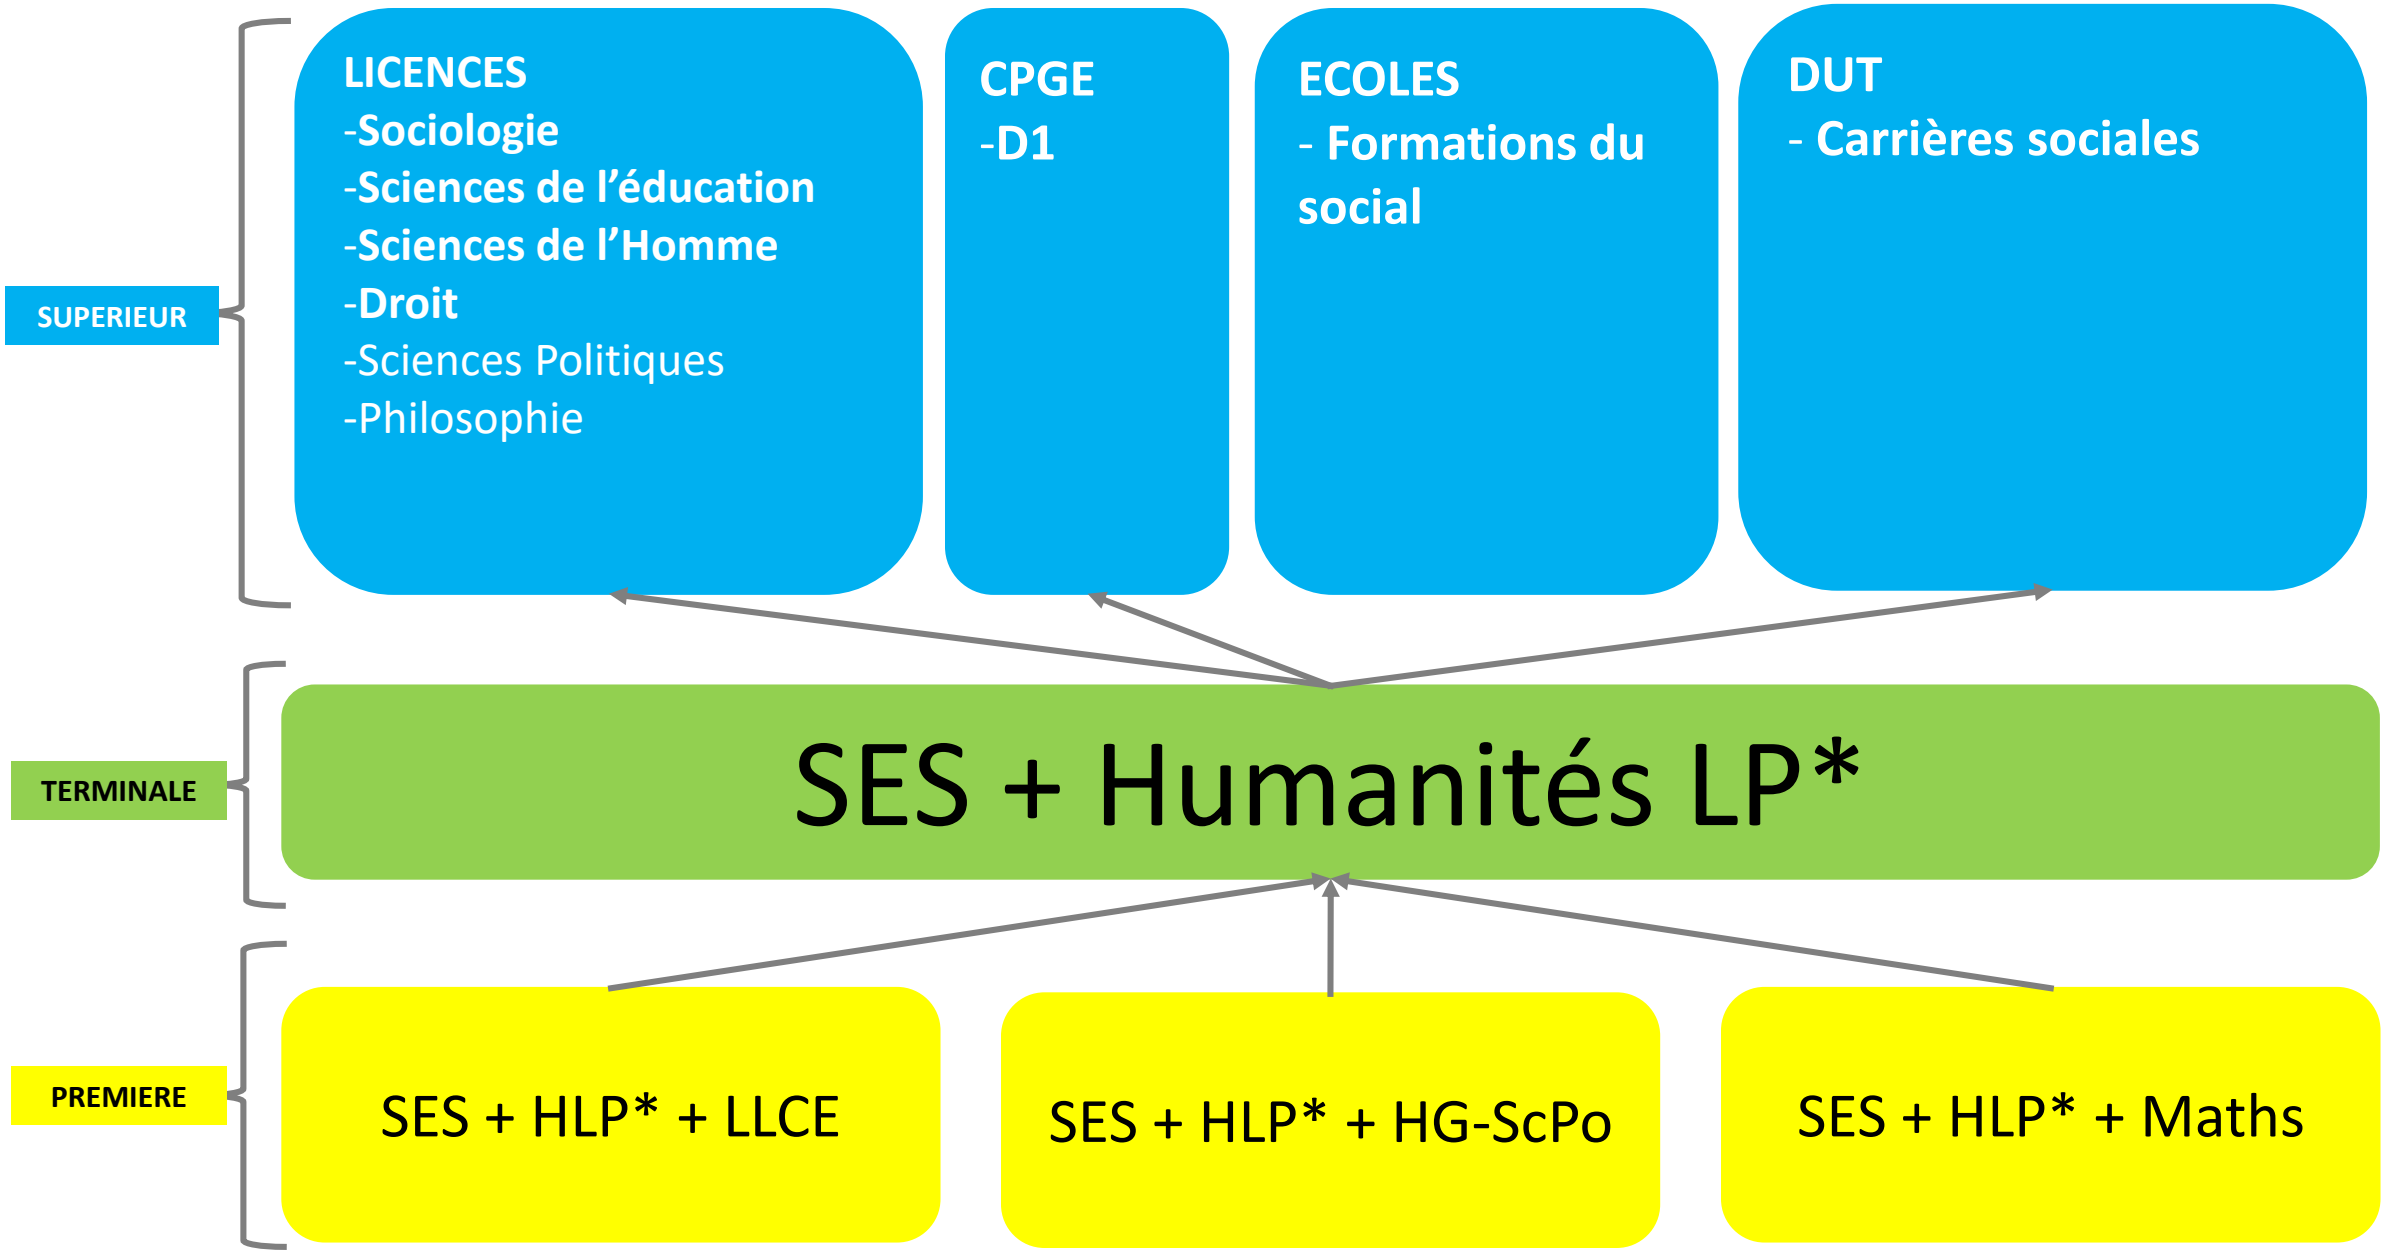 SUPERIEUR
LICENCES
-Sociologie
-Sciences de l’éducation
-Sciences de l’Homme
-Droit
-Sciences Politiques
-Philosophie
CPGE
-D1
ECOLES
- Formations du
social
DUT
- Carrières sociales
TERMINALE
SES + Humanités LP*
PREMIERE
SES + HLP* + LLCE
SES + HLP* + HG-ScPo
SES + HLP* + Maths